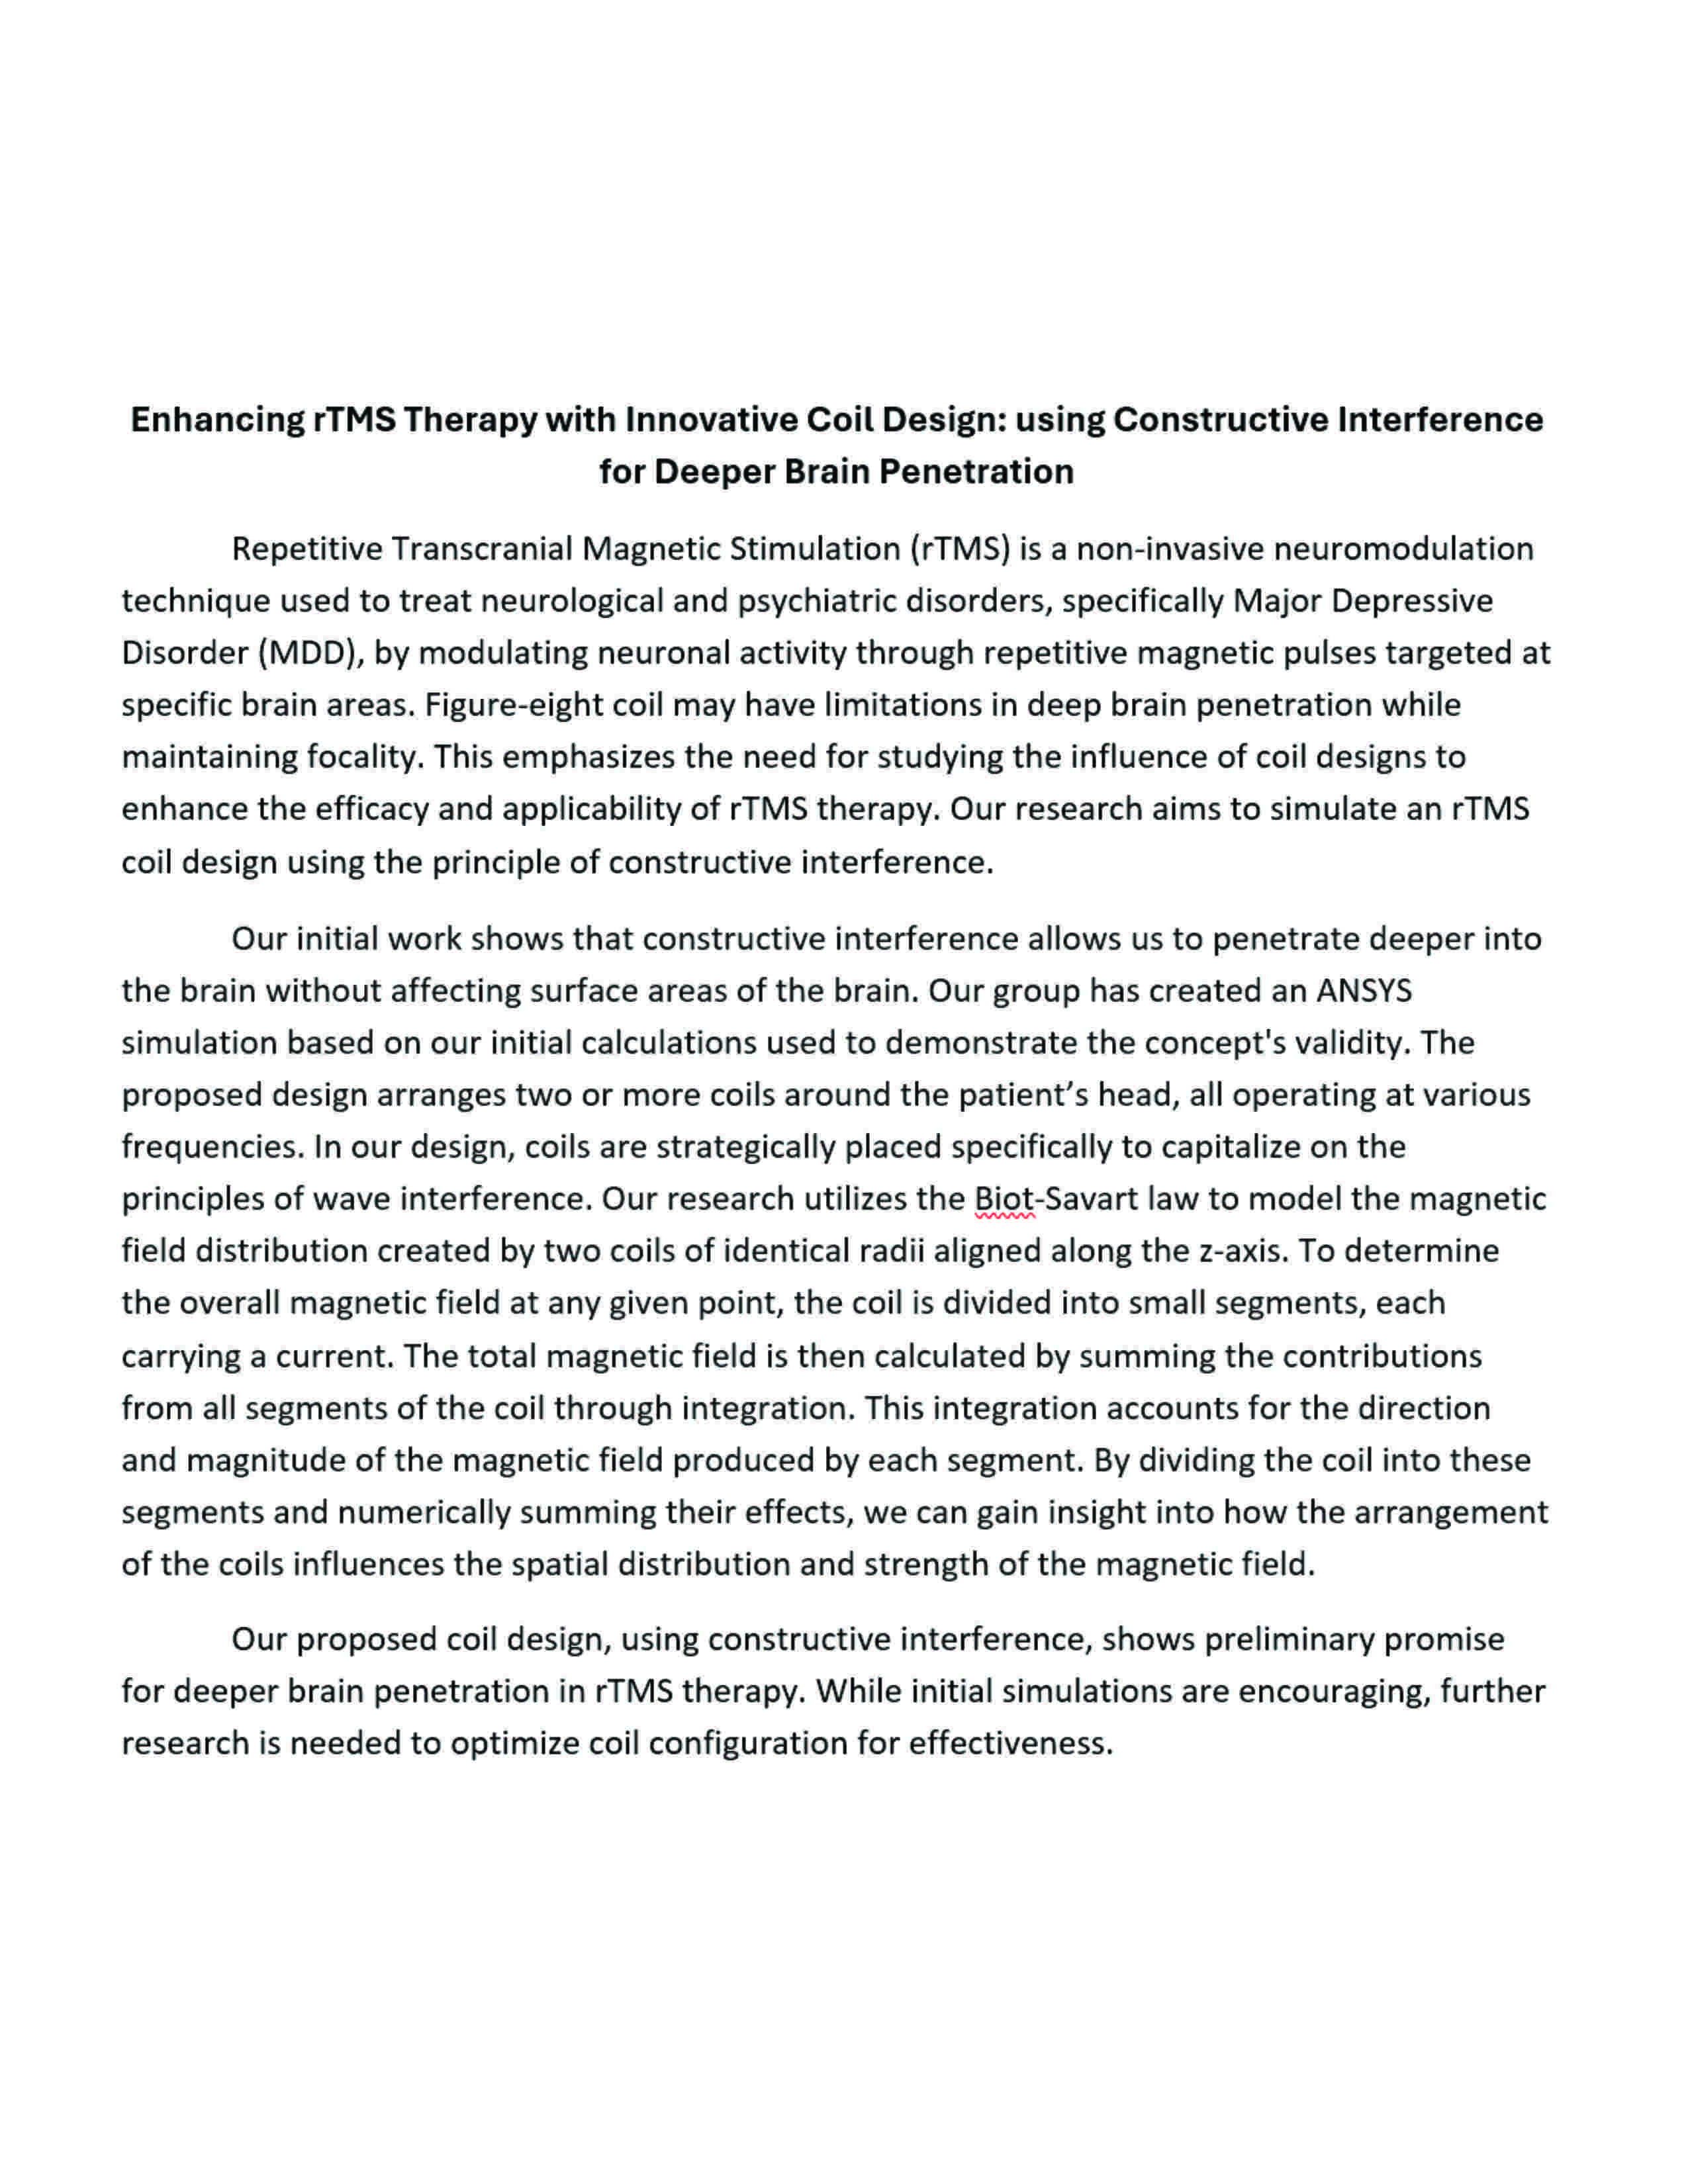 Enhancing rTMS Therapy with Innovative Coil Design: using Constructive Interference
for Deeper Brain Penetration
Repetitive Transcranial Magnetic Stimulation (rTMS) is a non-invasive neuromodulation
technique used to treat neurological and psychiatric disorders, specifically Major Depressive
Disorder (MDD), by modulating neuronal activity through repetitive magnetic pulses targeted at
specific brain areas. Figure-eight coil may have limitations in deep brain penetration while
maintaining focality. This emphasizes the need for studying the influence of coil designs to
enhance the efficacy and applicability of rTMS therapy. Our research aims to simulate an rTMS
coil design using the principle of constructive interference.
Our initial work shows that constructive interference allows us to penetrate deeper into
the brain without affecting surface areas of the brain. Our group has created an ANSYS
simulation based on our initial calculations used to demonstrate the concept's validity. The
proposed design arranges two or more coils around the patient’s head, all operating at various
frequencies. In our design, coils are strategically placed specifically to capitalize on the
principles of wave interference. Our research utilizes the Biot-Savart law to model the magnetic
field distribution created by two coils of identical radii aligned along the z-axis. To determine
the overall magnetic field at any given point, the coil is divided into small segments, each
carrying a current. The total magnetic field is then calculated by summing the contributions
from all segments of the coil through integration. This integration accounts for the direction
and magnitude of the magnetic field produced by each segment. By dividing the coil into these
segments and numerically summing their effects, we can gain insight into how the arrangement
of the coils influences the spatial distribution and strength of the magnetic field.
Our proposed coil design, using constructive interference, shows preliminary promise
for deeper brain penetration in rTMS therapy. While initial simulations are encouraging, further
research is needed to optimize coil configuration for effectiveness.